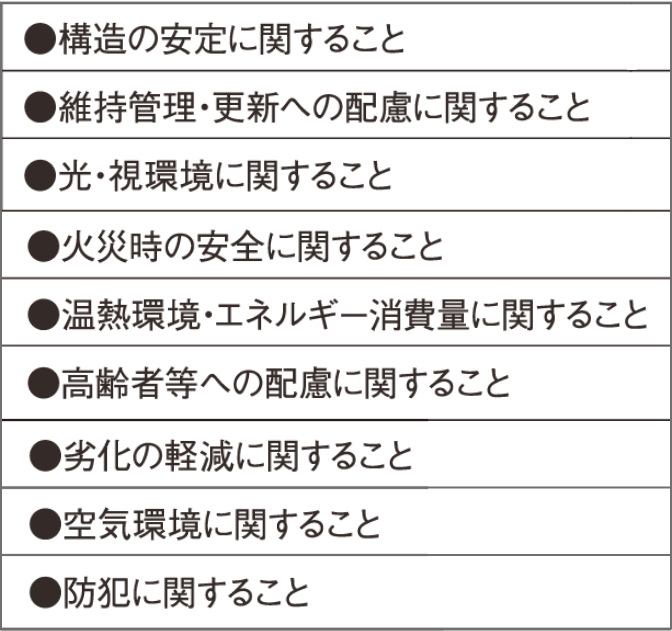 ●構造の安定に関すること
●維持管理・更新への配慮に関すること
●光・視環境に関すること
●火災時の安全に関すること
●温熱環境・エネルギー消費量に関すること
●高齢者等への配慮に関すること
●劣化の軽減に関すること
●空気環境に関すること
●防犯に関すること